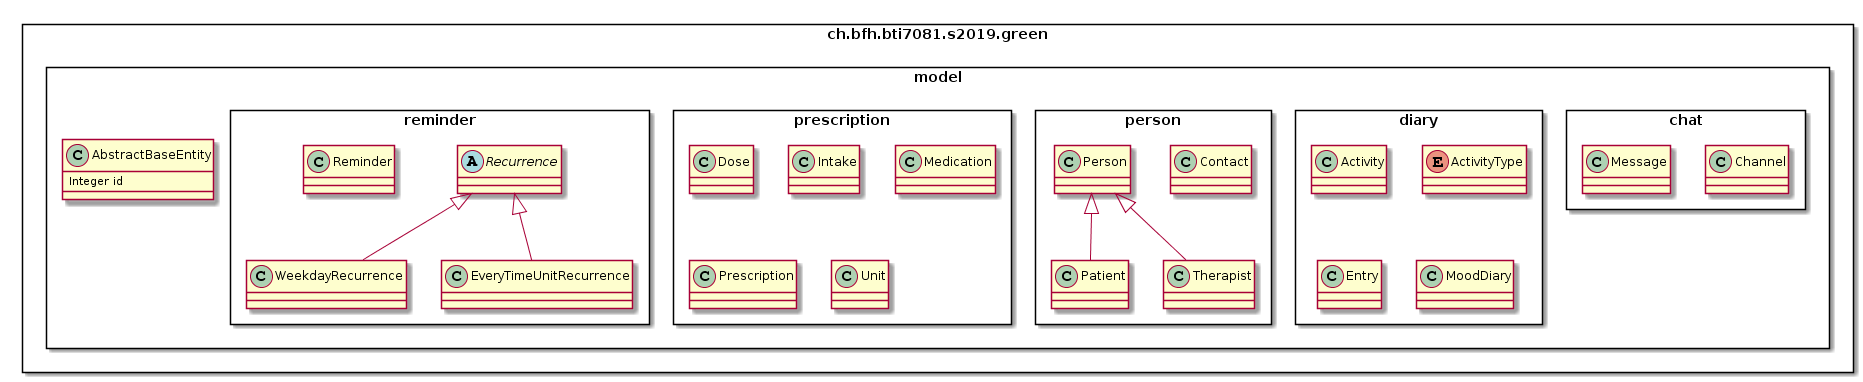 ch.bfh.bti7081.s2019.green
model
C AbstractBaseEntity
Integer id
reminder
C Reminder
A Recurrence
C WeekdayRecurrence
C EveryTimeUnitRecurrence
prescription
C Dose
C Intake
C Medication
C Prescription
C Unit
person
C Person
C Contact
C Patient
C Therapist
diary
C Activity
E ActivityType
C Entry
C MoodDiary
chat
C Message
C Channel